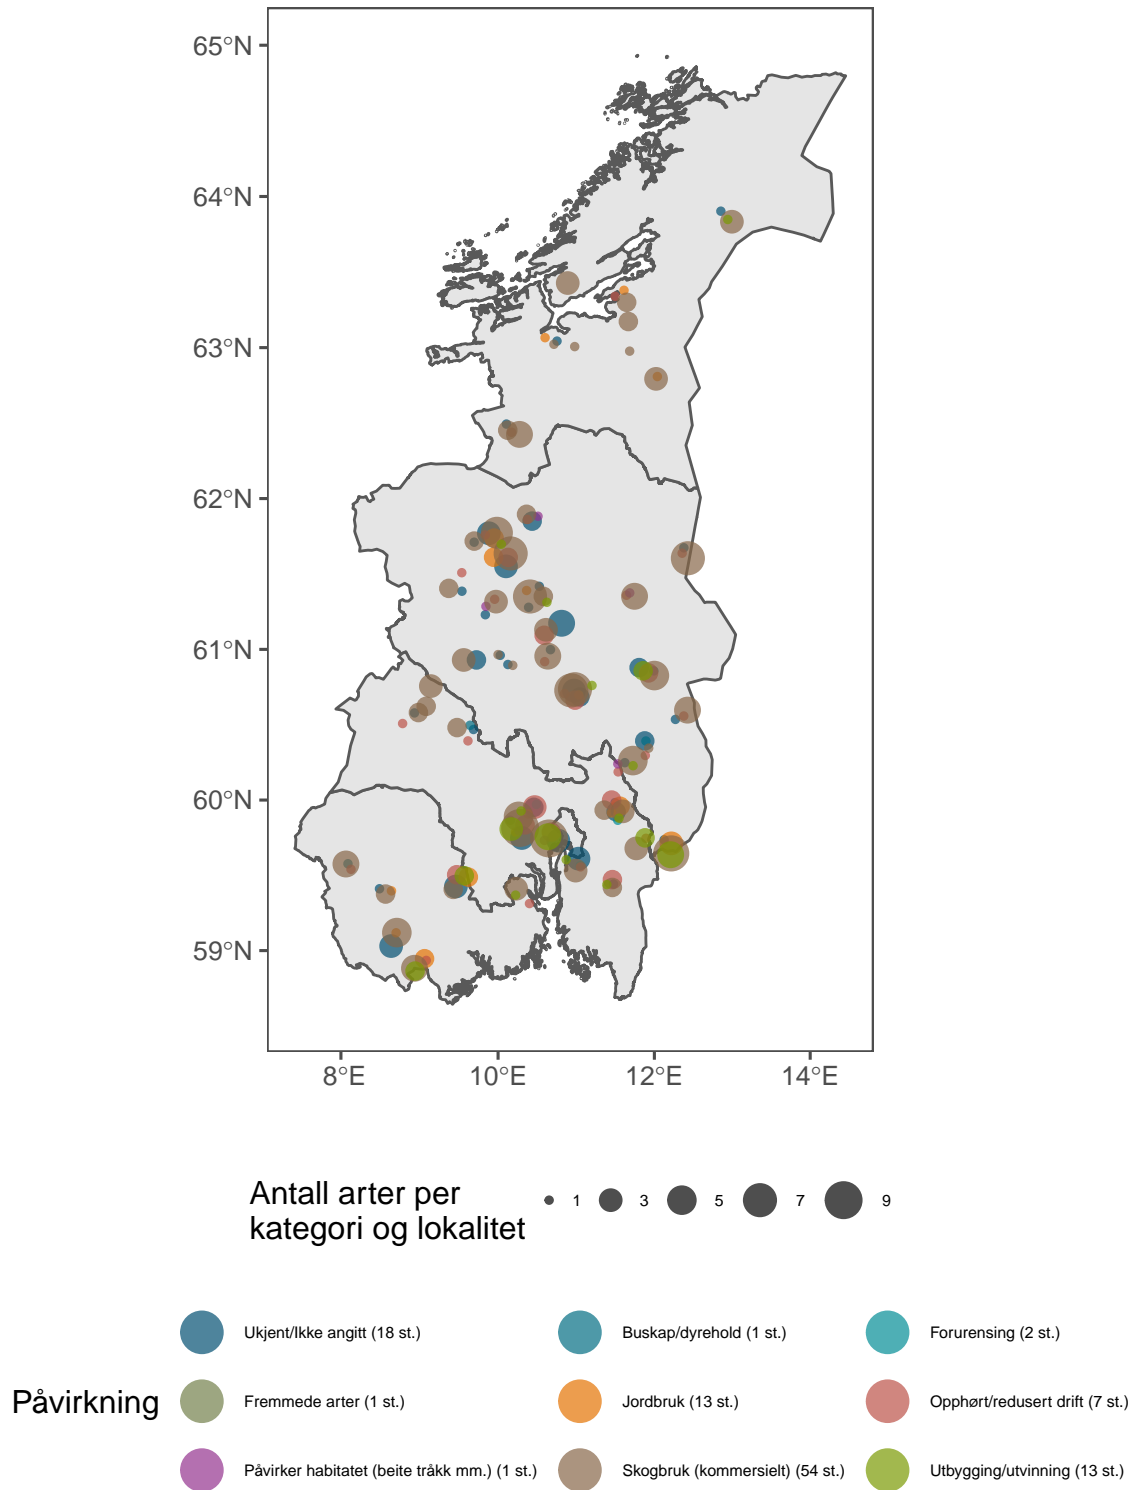 65°N
64°N
63°N
62°N
61°N
60°N
59°N
8°E 10°E 12°E 14°E
Antall arter per
kategori og lokalitet
1 3 5 7 9
Påvirkning
Ukjent/Ikke angitt (18 st.) Buskap/dyrehold (1 st.) Forurensing (2 st.)
Fremmede arter (1 st.) Jordbruk (13 st.) Opphørt/redusert drift (7 st.)
Påvirker habitatet (beite tråkk mm.) (1 st.) Skogbruk (kommersielt) (54 st.) Utbygging/utvinning (13 st.)